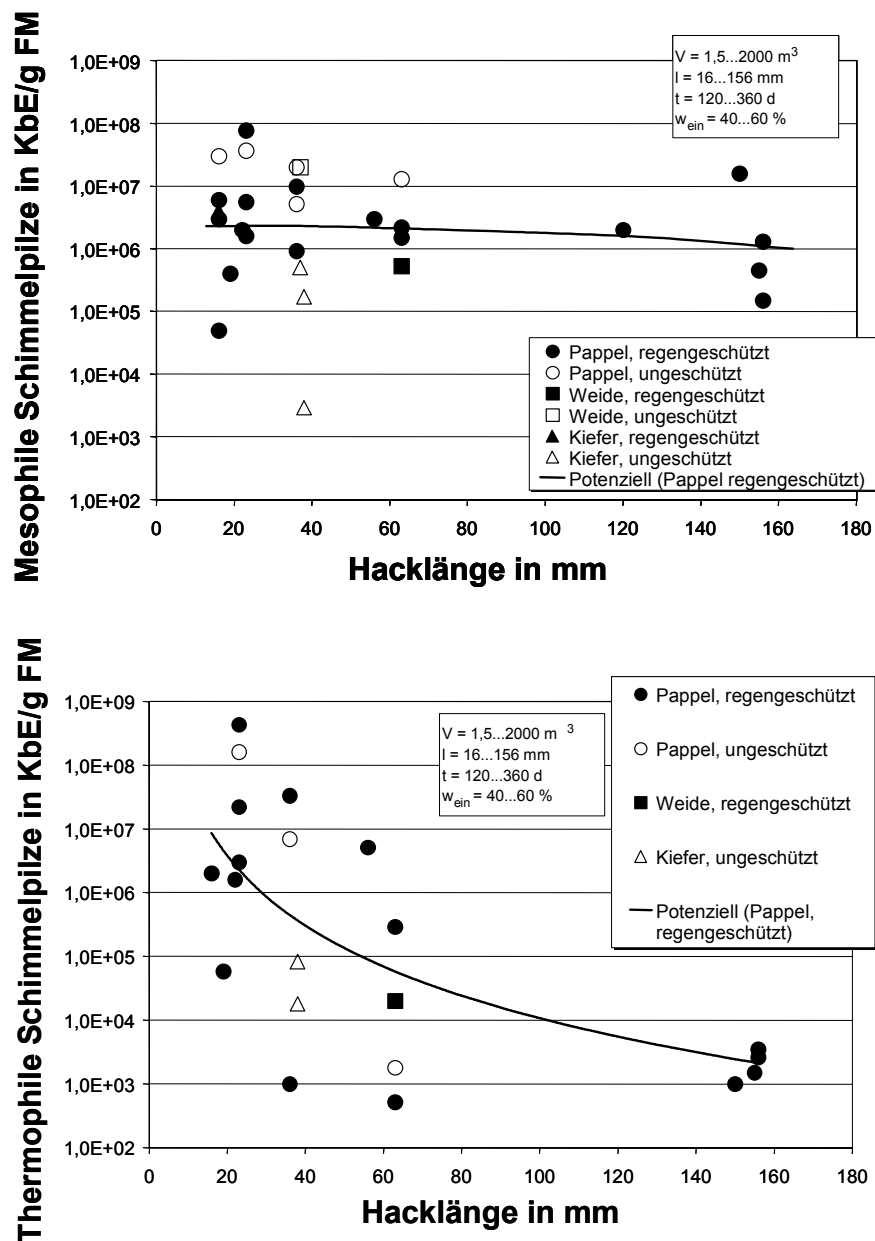 Mesophile Schimmelpilze in KbE/g FM
1,0E+09
1,0E+08
1,0E+07
1,0E+06
1,0E+05
1,0E+04
1,0E+03
1,0E+02
V = 1,5...2000 m³
l = 16...156 mm
t = 120...360 d
w_ein = 40...60 %
Pappel, regengeschützt
Pappel, ungeschützt
Weide, regengeschützt
Weide, ungeschützt
Kiefer, regengeschützt
Kiefer, ungeschützt
Potenziell (Pappel regengeschützt)
0 20 40 60 80 100 120 140 160 180
Hacklänge in mm
Thermophile Schimmelpilze in KbE/g FM
1,0E+09
1,0E+08
1,0E+07
1,0E+06
1,0E+05
1,0E+04
1,0E+03
1,0E+02
V = 1,5...2000 m ³
l = 16...156 mm
t = 120...360 d
w_ein = 40...60 %
Pappel, regengeschützt
Pappel, ungeschützt
Weide, regengeschützt
Kiefer, ungeschützt
Potenziell (Pappel,
regengeschützt)
0 20 40 60 80 100 120 140 160 180
Hacklänge in mm